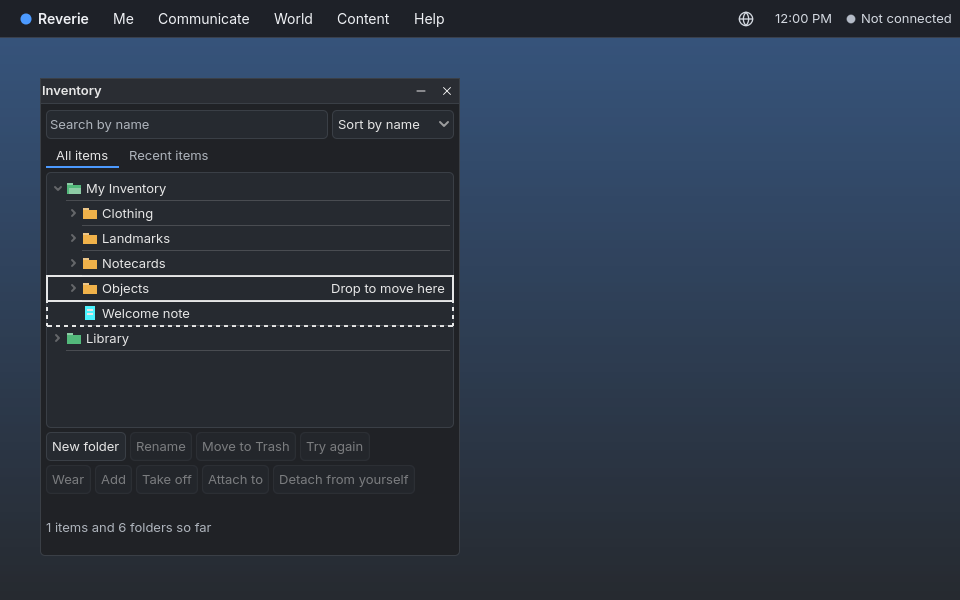 Reverie Me Communicate World Content Help 12:00 PM Not connected
Inventory
Search by name Sort by name
All items Recent items
My Inventory
Clothing
Landmarks
Notecards
Objects Drop to move here
Welcome note
Library
New folder Rename Move to Trash Try again
Wear Add Take off Attach to Detach from yourself
1 items and 6 folders so far